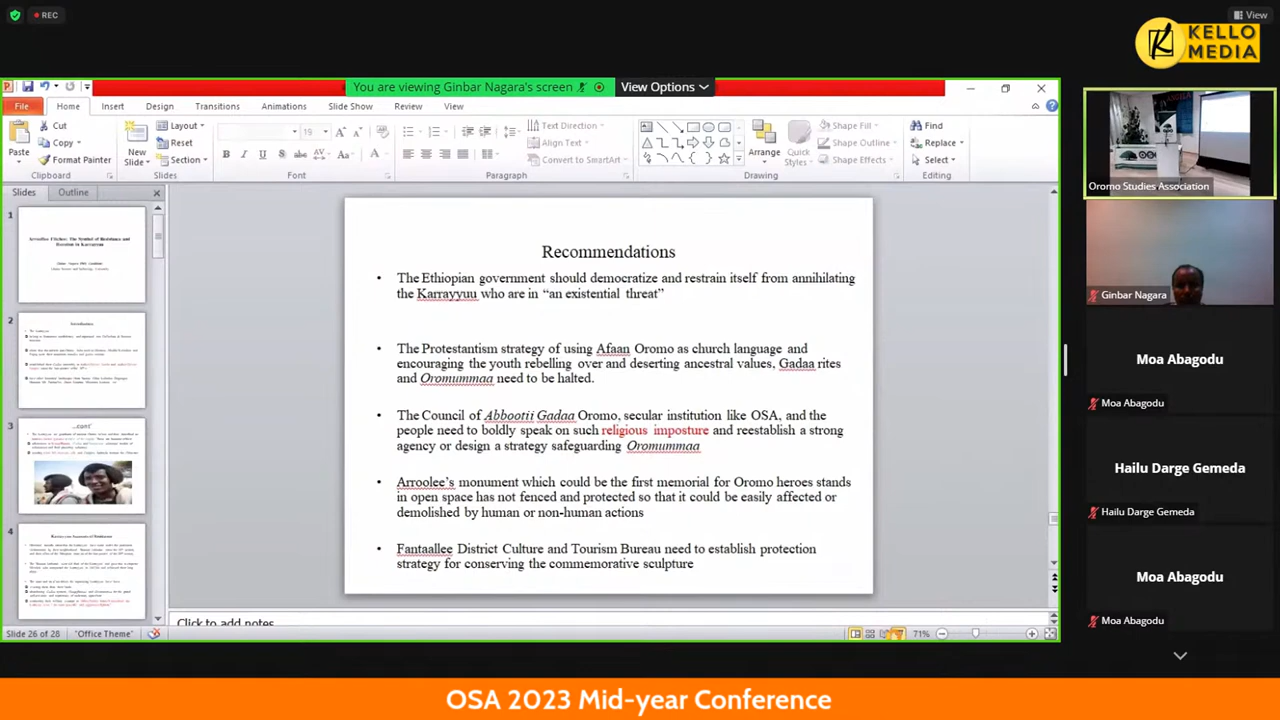 REC
View
KELLO
MEDIA
You are viewing Ginbar Nagara's screen
View Options
File
Home
Insert
Design
Transitions
Animations
Slide Show
Review
View
Cut
Copy
Format Painter
Paste
Clipboard
New
Slide
Layout
Reset
Section
Slides
19
Font
Text Direction
Align Text
Convert to SmartArt
Paragraph
Arrange
Quick
Styles
Shape Fill
Shape Outline
Shape Effects
Drawing
Find
Replace
Select
Editing
Slides
Outline
1
2
3
...cont'
4
Recommendations
• The Ethiopian government should democratize and restrain itself from annihilating
the Karrayyuu who are in “an existential threat”
• The Protestantism strategy of using Afaan Oromo as church language and
encouraging the yoth rebelling over and deserting ancestral values, Gadaa rites
and Oromummaa need to be halted.
• The Council of Abbootii Gadaa Oromo, secular institution like OSA, and the
people need to boldly speak on such religious imposture and reestablish a strong
agency or design a strategy safeguarding Oromummaa
• Arroolee’s monument which could be the first memorial for Oromo heroes stands
in open space has not fenced and protected so that it could be easily affected or
demolished by human or non-human actions
• Fantaallee District Culture and Tourism Bureau need to establish protection
strategy for conserving the commemorative sculpture
Click to add notes
Slide 26 of 28
"Office Theme"
71%
Oromo Studies Association
Ginbar Nagara
Moa Abagodu
Moa Abagodu
Hailu Darge Gemeda
Hailu Darge Gemeda
Moa Abagodu
Moa Abagodu
OSA 2023 Mid-year Conference